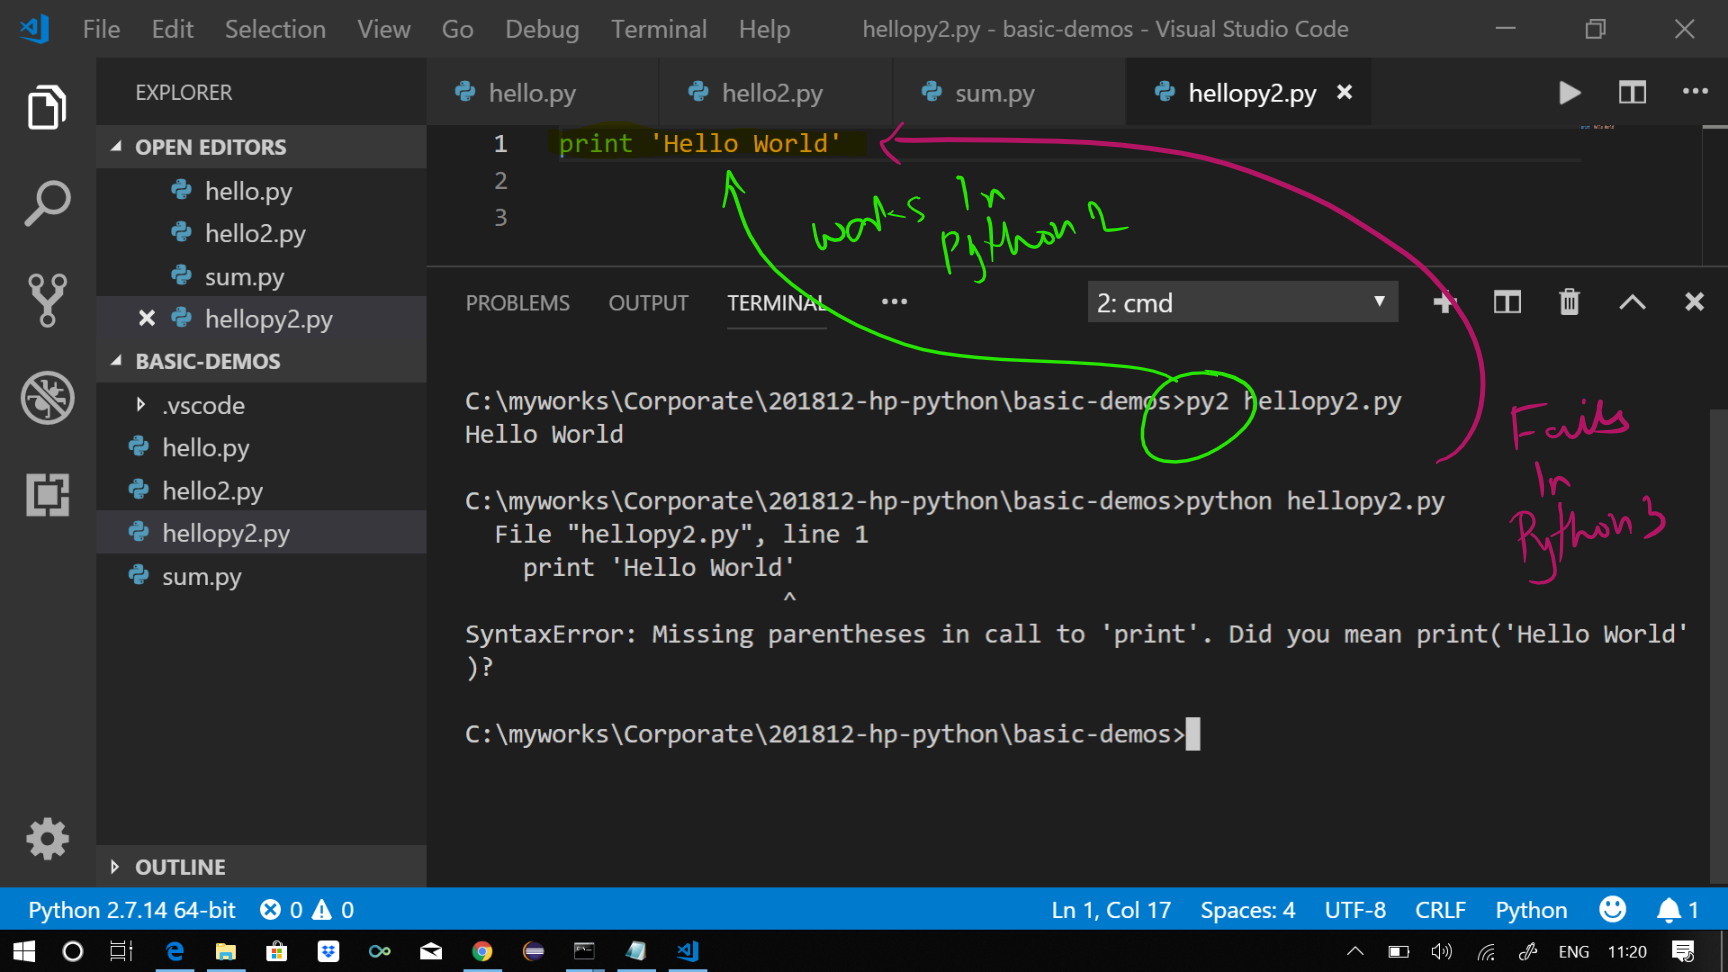 File Edit Selection View Go Debug Terminal Help hellopy2.py - basic-demos - Visual Studio Code
EXPLORER
OPEN EDITORS
hello.py
hello2.py
sum.py
hellopy2.py
BASIC-DEMOS
.vscode
hello.py
hello2.py
hellopy2.py
sum.py
OUTLINE
hello.py hello2.py sum.py hellopy2.py
1 print 'Hello World'
2
3
works In
Python 2
PROBLEMS OUTPUT TERMINAL ••• 2: cmd
C:\myworks\Corporate\201812-hp-python\basic-demos>py2 hellopy2.py
Hello World
C:\myworks\Corporate\201812-hp-python\basic-demos>python hellopy2.py
File "hellopy2.py", line 1
print 'Hello World'
^
SyntaxError: Missing parentheses in call to 'print'. Did you mean print('Hello World'
)?
C:\myworks\Corporate\201812-hp-python\basic-demos>
Fails
In
Python 3
Python 2.7.14 64-bit 0 0 Ln 1, Col 17 Spaces: 4 UTF-8 CRLF Python 1
ENG 11:20